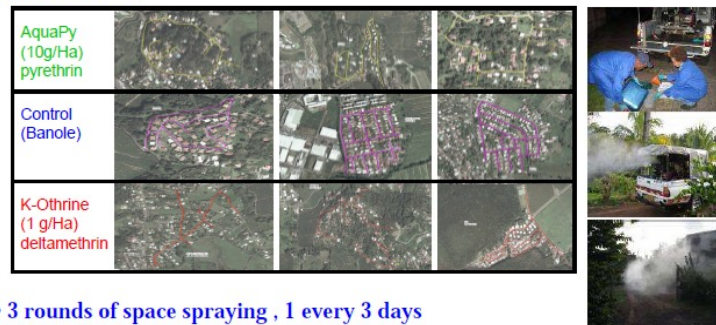 AquaPy
(10g/Ha)
pyrethrin
Control
(Banole)
K-Othrine
(1 g/Ha)
deltamethrin
3 rounds of space spraying , 1 every 3 days